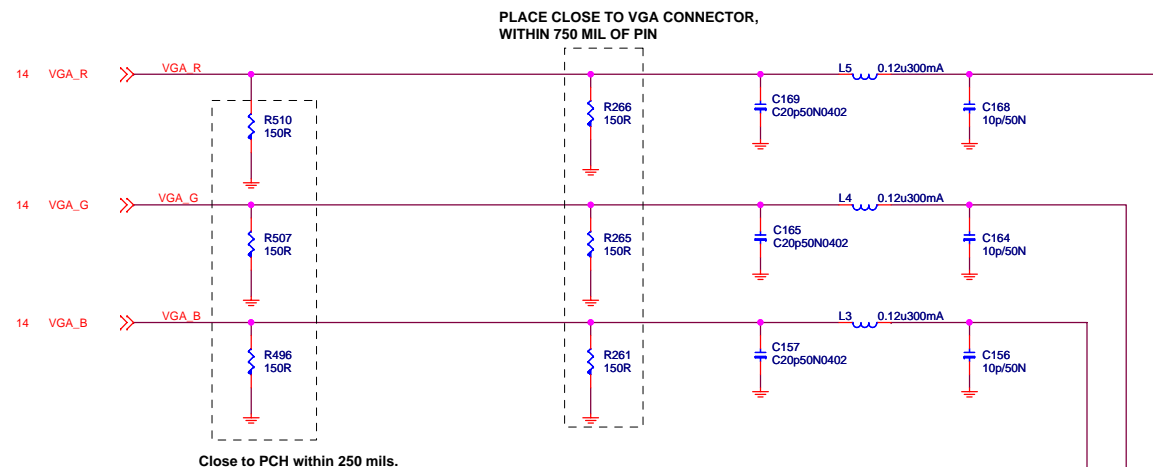 PLACE CLOSE TO VGA CONNECTOR,
WITHIN 750 MIL OF PIN
14 VGA_R VGA_R L5 0.12u300mA
R510
150R
R266
150R
C169
C20p50N0402
C168
10p/50N
14 VGA_G VGA_G L4 0.12u300mA
R507
150R
R265
150R
C165
C20p50N0402
C164
10p/50N
14 VGA_B VGA_B L3 0.12u300mA
R496
150R
R261
150R
C157
C20p50N0402
C156
10p/50N
Close to PCH within 250 mils.